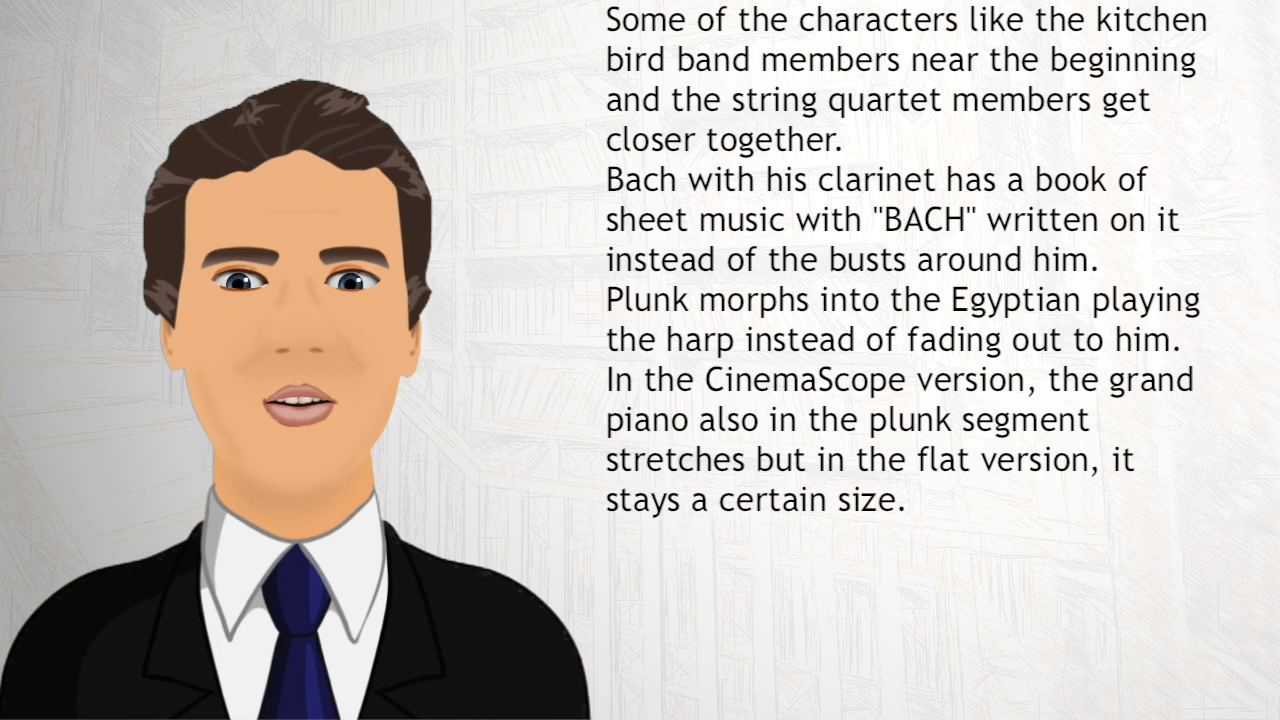 Some of the characters like the kitchen
bird band members near the beginning
and the string quartet members get
closer together.
Bach with his clarinet has a book of
sheet music with "BACH" written on it
instead of the busts around him.
Plunk morphs into the Egyptian playing
the harp instead of fading out to him.
In the CinemaScope version, the grand
piano also in the plunk segment
stretches but in the flat version, it
stays a certain size.